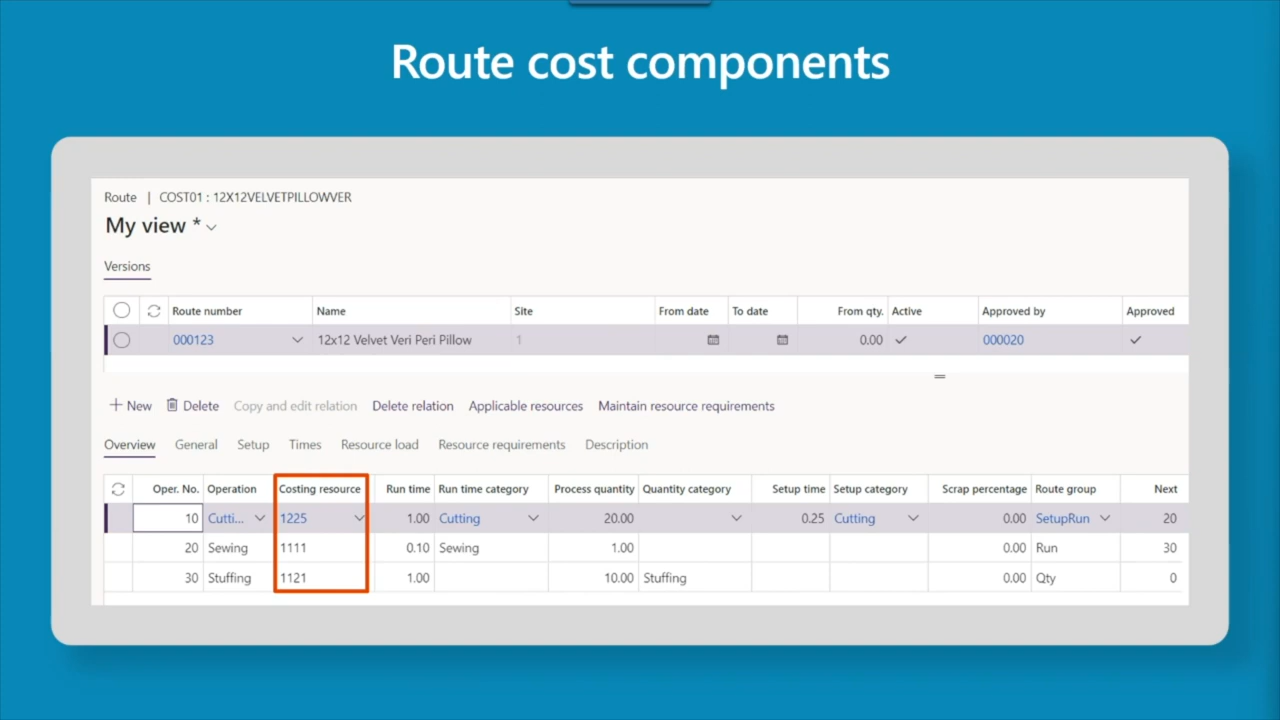 Route cost components
Route | COST01 : 12X12VELVETPILLOWVER
My view *
Versions
Route number Name Site From date To date From qty. Active Approved by Approved
000123 12x12 Velvet Veri Peri Pillow 1 0.00 000020
New Delete Copy and edit relation Delete relation Applicable resources Maintain resource requirements
Overview General Setup Times Resource load Resource requirements Description
Oper. No. Operation Costing resource Run time Run time category Process quantity Quantity category Setup time Setup category Scrap percentage Route group Next
10 Cutti... 1225 1.00 Cutting 20.00 0.25 Cutting 0.00 SetupRun 20
20 Sewing 1111 0.10 Sewing 1.00 0.00 Run 30
30 Stuffing 1121 1.00 10.00 Stuffing 0.00 Qty 0